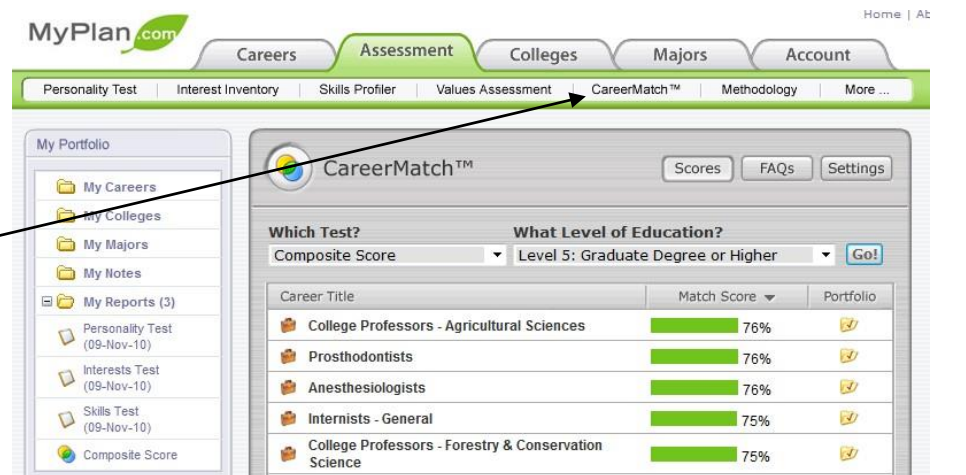 Home | Ab
MyPlan.com
Careers Assessment Colleges Majors Account
Personality Test | Interest Inventory | Skills Profiler | Values Assessment | CareerMatch™ | Methodology | More ...
My Portfolio
My Careers
My Colleges
My Majors
My Notes
My Reports (3)
Personality Test
(09-Nov-10)
Interests Test
(09-Nov-10)
Skills Test
(09-Nov-10)
Composite Score
CareerMatch™ Scores FAQs Settings
Which Test? What Level of Education?
Composite Score Level 5: Graduate Degree or Higher Go!
Career Title Match Score Portfolio
College Professors - Agricultural Sciences 76%
Prosthodontists 76%
Anesthesiologists 76%
Internists - General 75%
College Professors - Forestry & Conservation
Science 75%